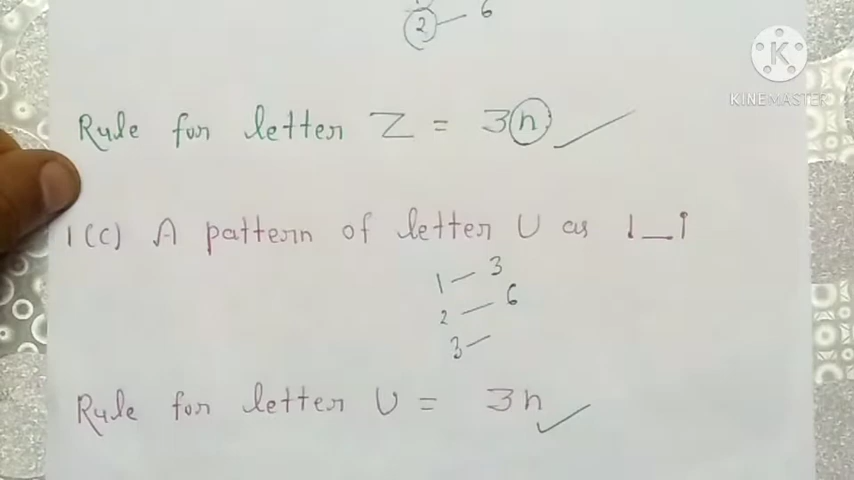 2 — 6
K
KINEMASTER
Rule for letter Z = 3n
1(c) A pattern of letter U as
1 — 3
2 — 6
3 —
Rule for letter U = 3n